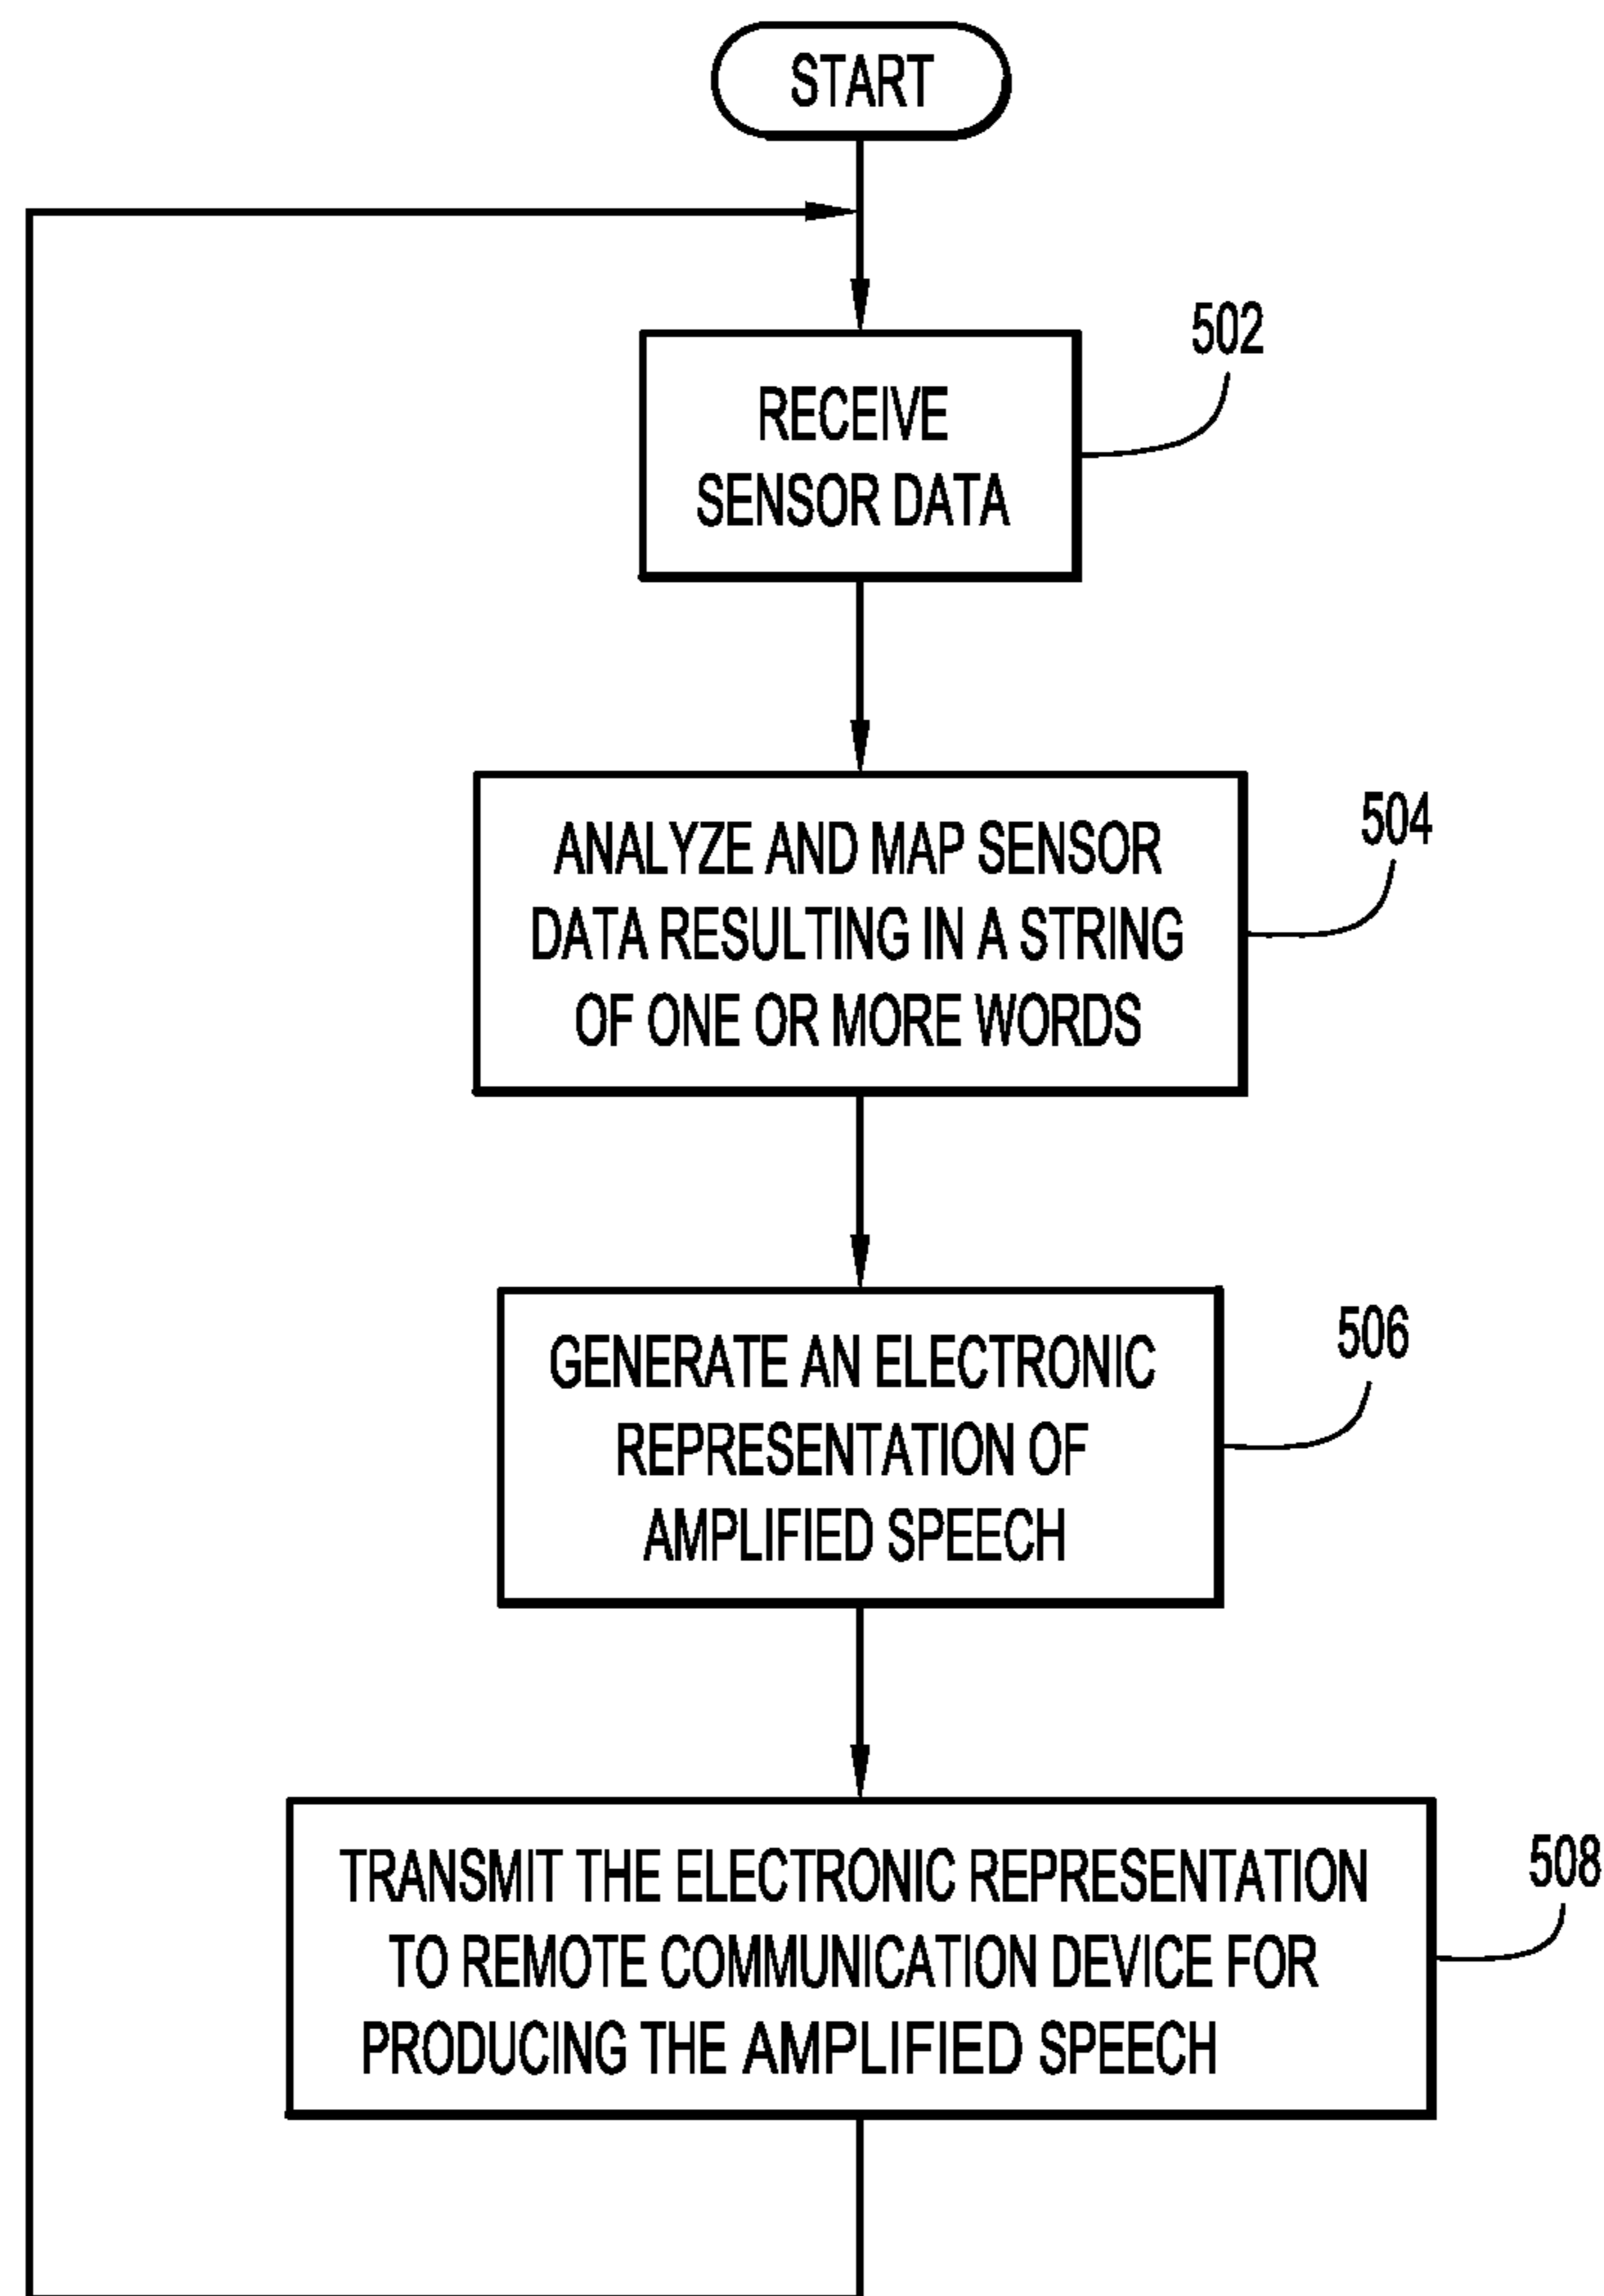 START
502
RECEIVE
SENSOR DATA
504
ANALYZE AND MAP SENSOR
DATA RESULTING IN A STRING
OF ONE OR MORE WORDS
506
GENERATE AN ELECTRONIC
REPRESENTATION OF
AMPLIFIED SPEECH
508
TRANSMIT THE ELECTRONIC REPRESENTATION
TO REMOTE COMMUNICATION DEVICE FOR
PRODUCING THE AMPLIFIED SPEECH